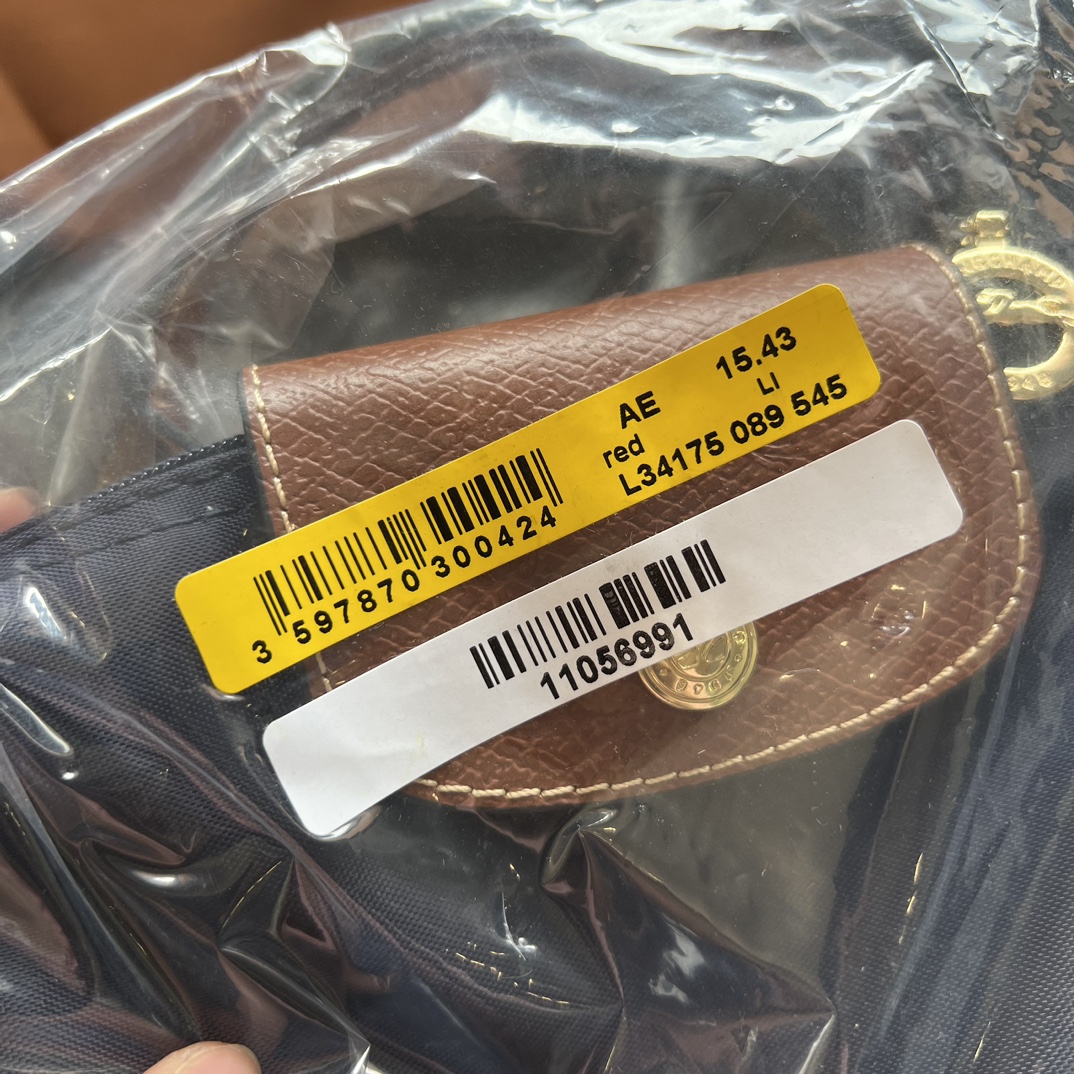 AE 15.43
red LI
L34175 089 545
3 597870 300424
11056991